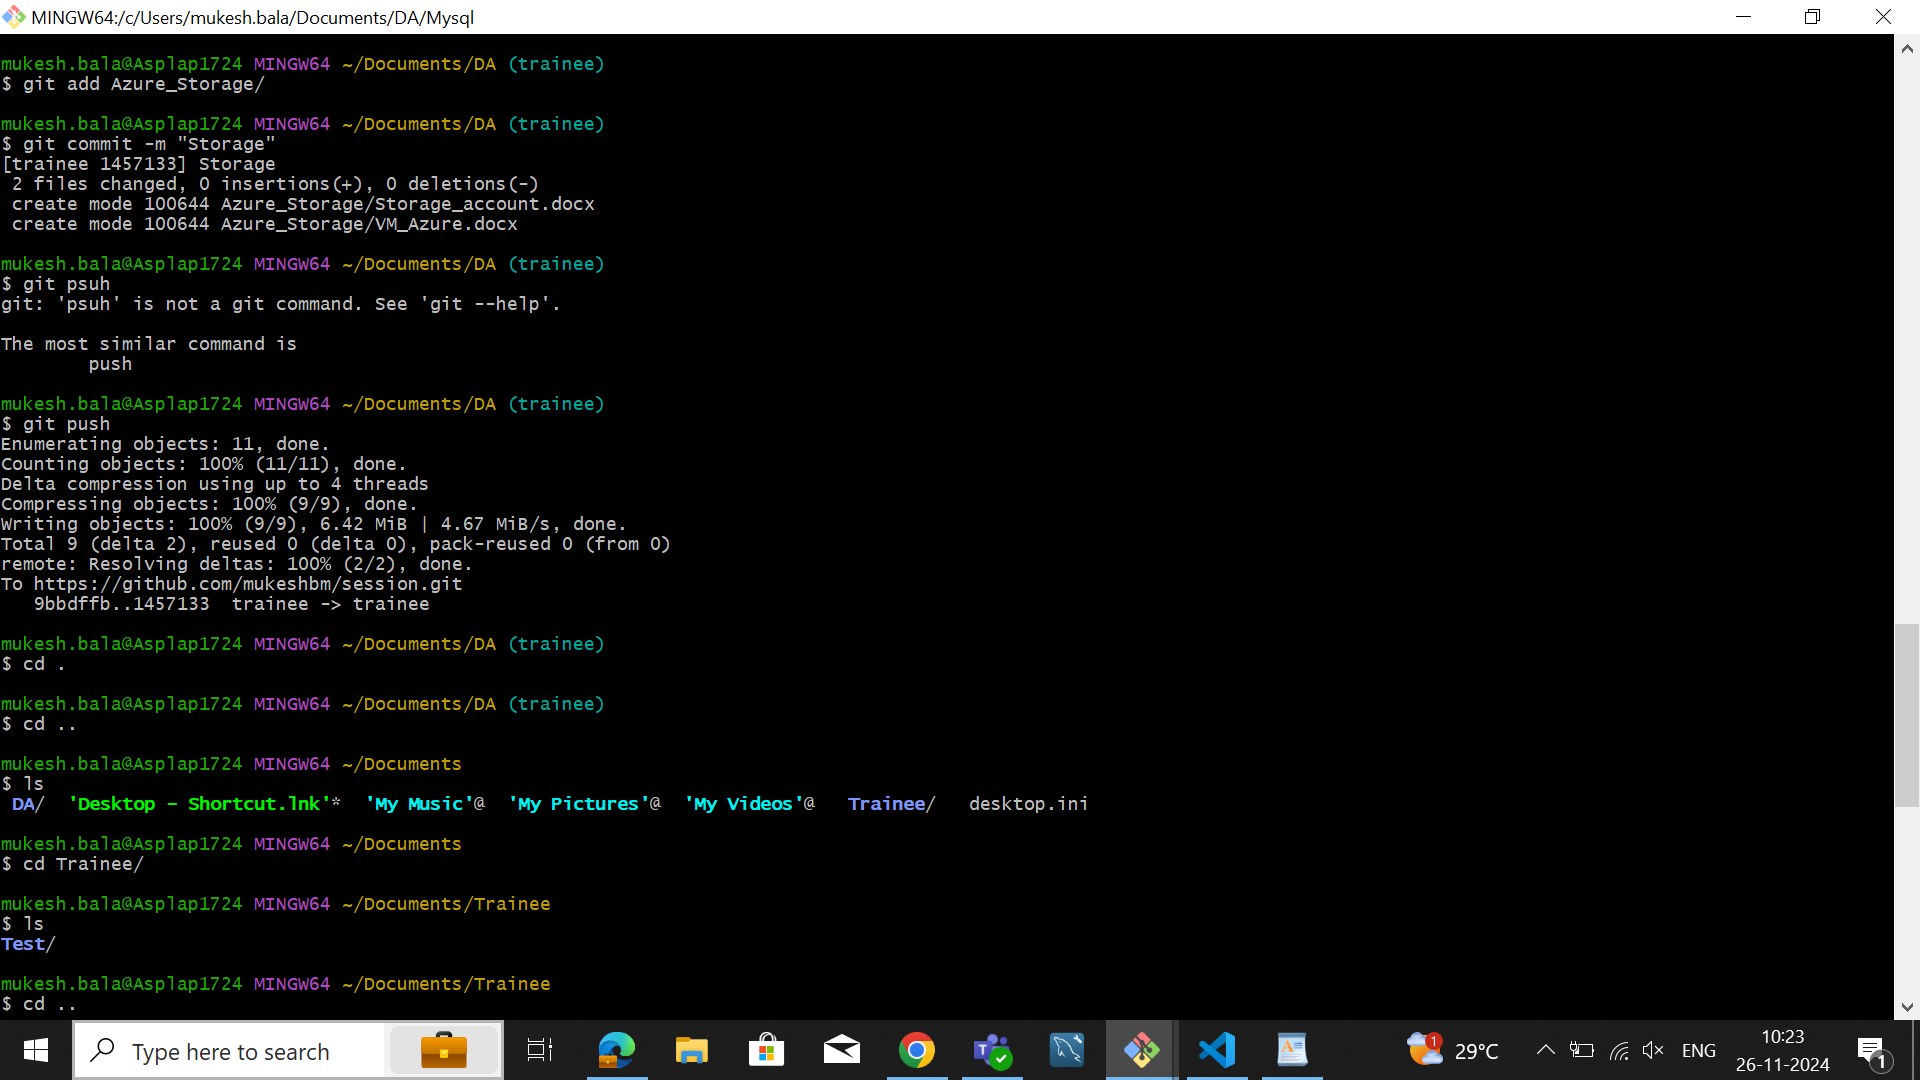 MINGW64:/c/Users/mukesh.bala/Documents/DA/Mysql
mukesh.bala@Asplap1724 MINGW64 ~/Documents/DA (trainee)
$ git add Azure_Storage/
mukesh.bala@Asplap1724 MINGW64 ~/Documents/DA (trainee)
$ git commit -m "Storage"
[trainee 1457133] Storage
 2 files changed, 0 insertions(+), 0 deletions(-)
 create mode 100644 Azure_Storage/Storage_account.docx
 create mode 100644 Azure_Storage/VM_Azure.docx
mukesh.bala@Asplap1724 MINGW64 ~/Documents/DA (trainee)
$ git psuh
git: 'psuh' is not a git command. See 'git --help'.
The most similar command is
        push
mukesh.bala@Asplap1724 MINGW64 ~/Documents/DA (trainee)
$ git push
Enumerating objects: 11, done.
Counting objects: 100% (11/11), done.
Delta compression using up to 4 threads
Compressing objects: 100% (9/9), done.
Writing objects: 100% (9/9), 6.42 MiB | 4.67 MiB/s, done.
Total 9 (delta 2), reused 0 (delta 0), pack-reused 0 (from 0)
remote: Resolving deltas: 100% (2/2), done.
To https://github.com/mukeshbm/session.git
   9bbdffb..1457133  trainee -> trainee
mukesh.bala@Asplap1724 MINGW64 ~/Documents/DA (trainee)
$ cd .
mukesh.bala@Asplap1724 MINGW64 ~/Documents/DA (trainee)
$ cd ..
mukesh.bala@Asplap1724 MINGW64 ~/Documents
$ ls
 DA/  'Desktop - Shortcut.lnk'*  'My Music'@  'My Pictures'@  'My Videos'@   Trainee/   desktop.ini
mukesh.bala@Asplap1724 MINGW64 ~/Documents
$ cd Trainee/
mukesh.bala@Asplap1724 MINGW64 ~/Documents/Trainee
$ ls
Test/
mukesh.bala@Asplap1724 MINGW64 ~/Documents/Trainee
$ cd ..
Type here to search
1
29°C
ENG
10:23
26-11-2024
1